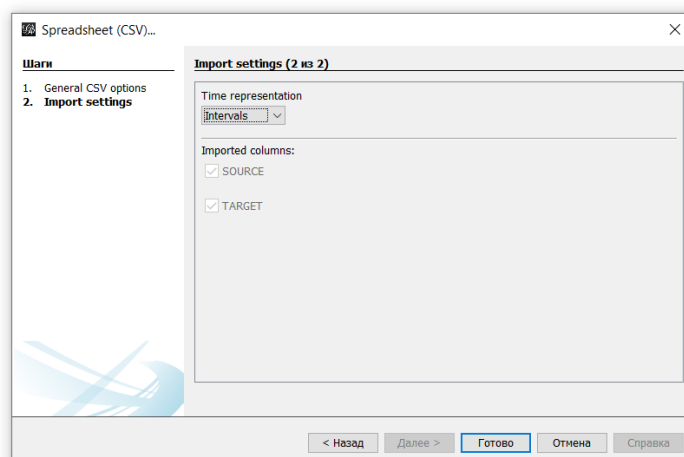 Spreadsheet (CSV)...
Шаги
1. General CSV options
2. Import settings
Import settings (2 из 2)
Time representation
Intervals
Imported columns:
SOURCE
TARGET
< Назад
Далее >
Готово
Отмена
Справка